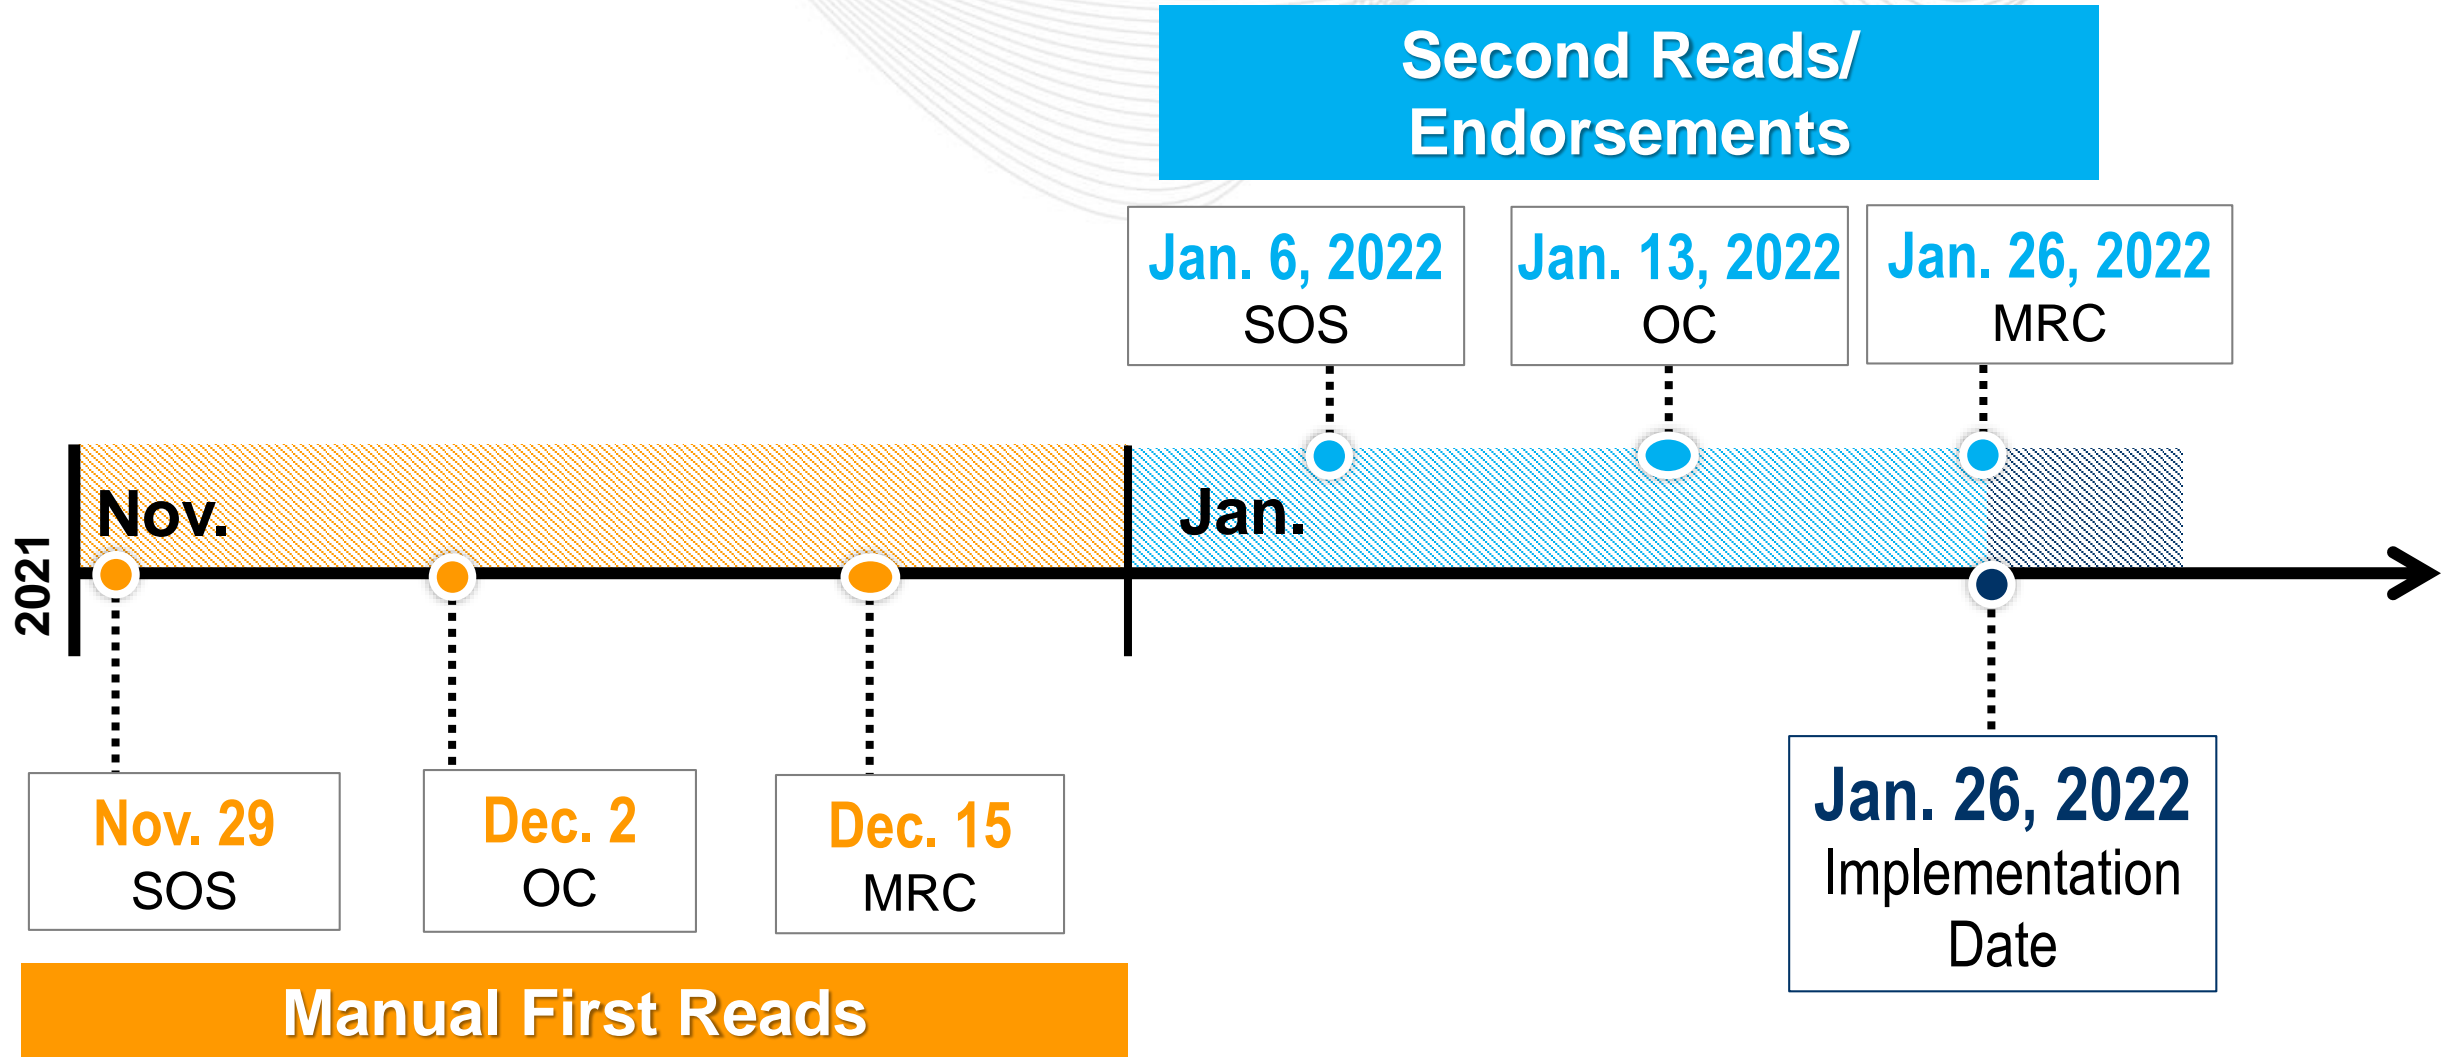 Second Reads/
Endorsements
Jan. 6, 2022
SOS
Jan. 13, 2022
OC
Jan. 26, 2022
MRC
2021
Nov.
Jan.
Nov. 29
SOS
Dec. 2
OC
Dec. 15
MRC
Jan. 26, 2022
Implementation
Date
Manual First Reads